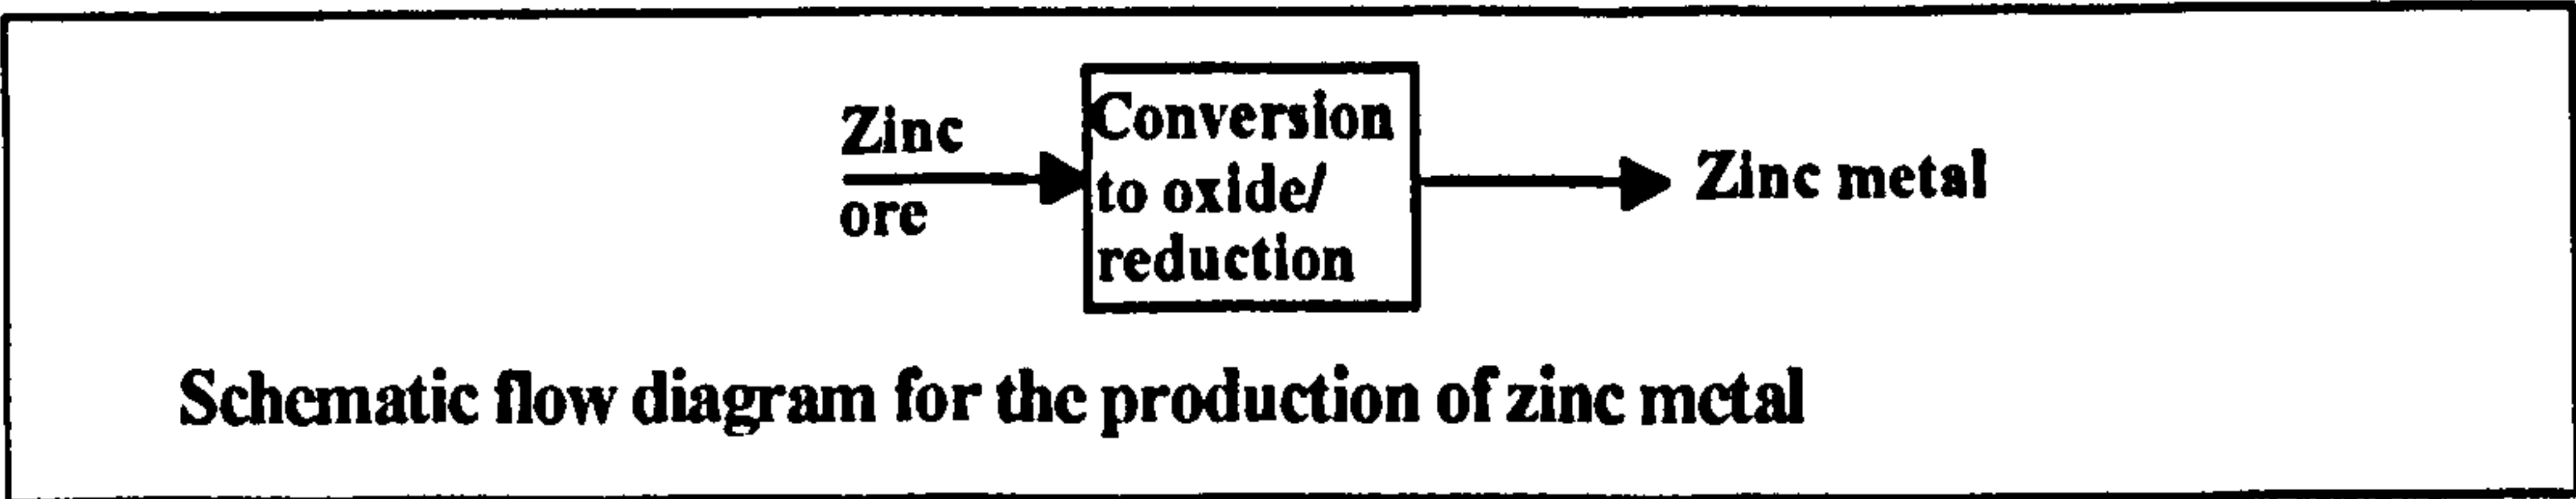 Zinc
ore
Conversion
to oxide/
reduction
Zinc metal
Schematic flow diagram for the production of zinc metal